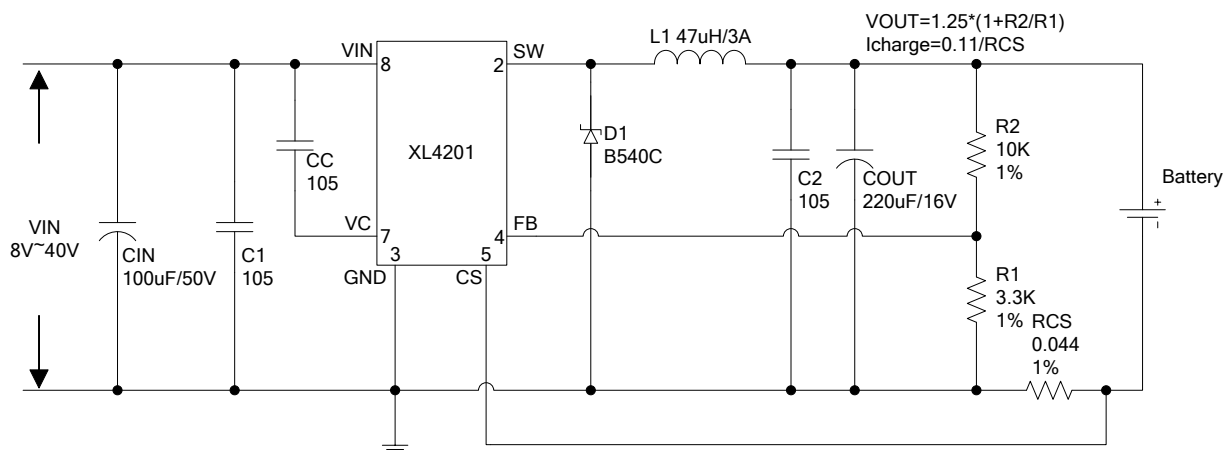 VOUT=1.25*(1+R2/R1)
Icharge=0.11/RCS
L1 47uH/3A
VIN
8
SW
2
XL4201
CC
105
D1
B540C
R2
10K
1%
C2
105
COUT
220uF/16V
Battery
+
-
VC
7
FB
4
VIN
8V~40V
CIN
100uF/50V
C1
105
3
GND
5
CS
R1
3.3K
1%
RCS
0.044
1%